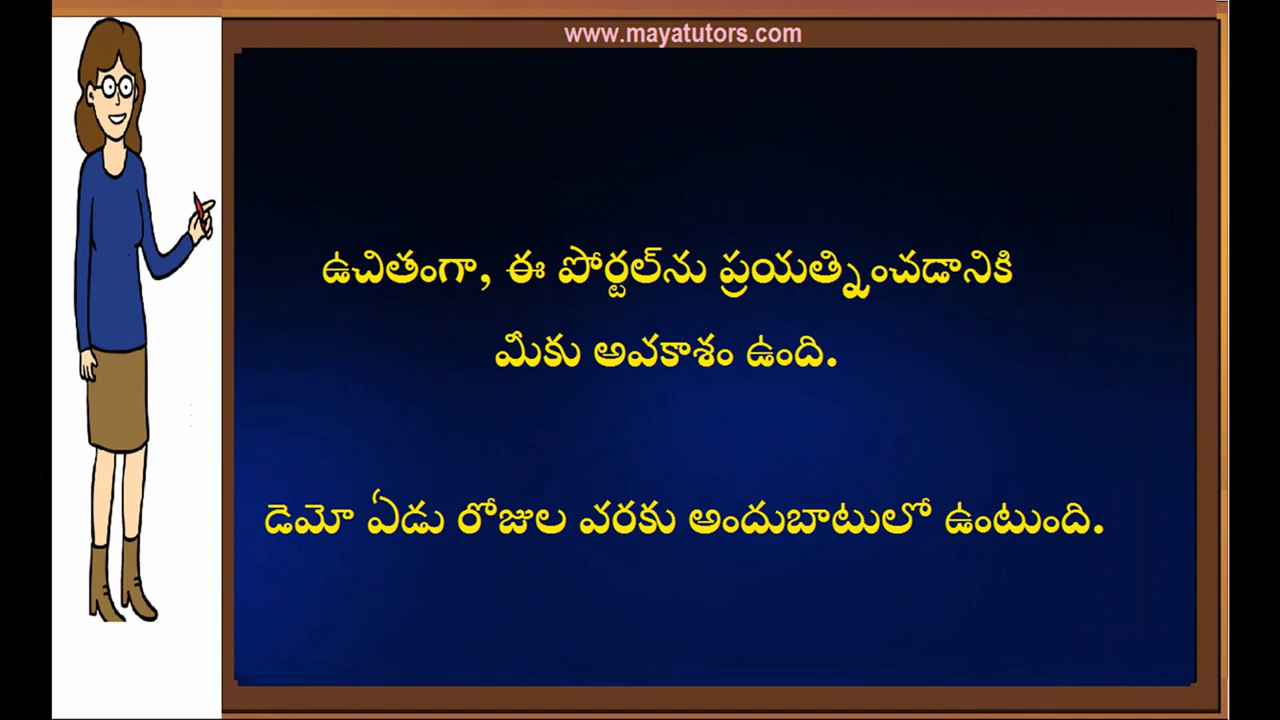 www.mayatutors.com
ఉచితంగా, ఈ పోర్టల్‌ను ప్రయత్నించడానికి
మీకు అవకాశం ఉంది.
డెమో ఏడు రోజుల వరకు అందుబాటులో ఉంటుంది.